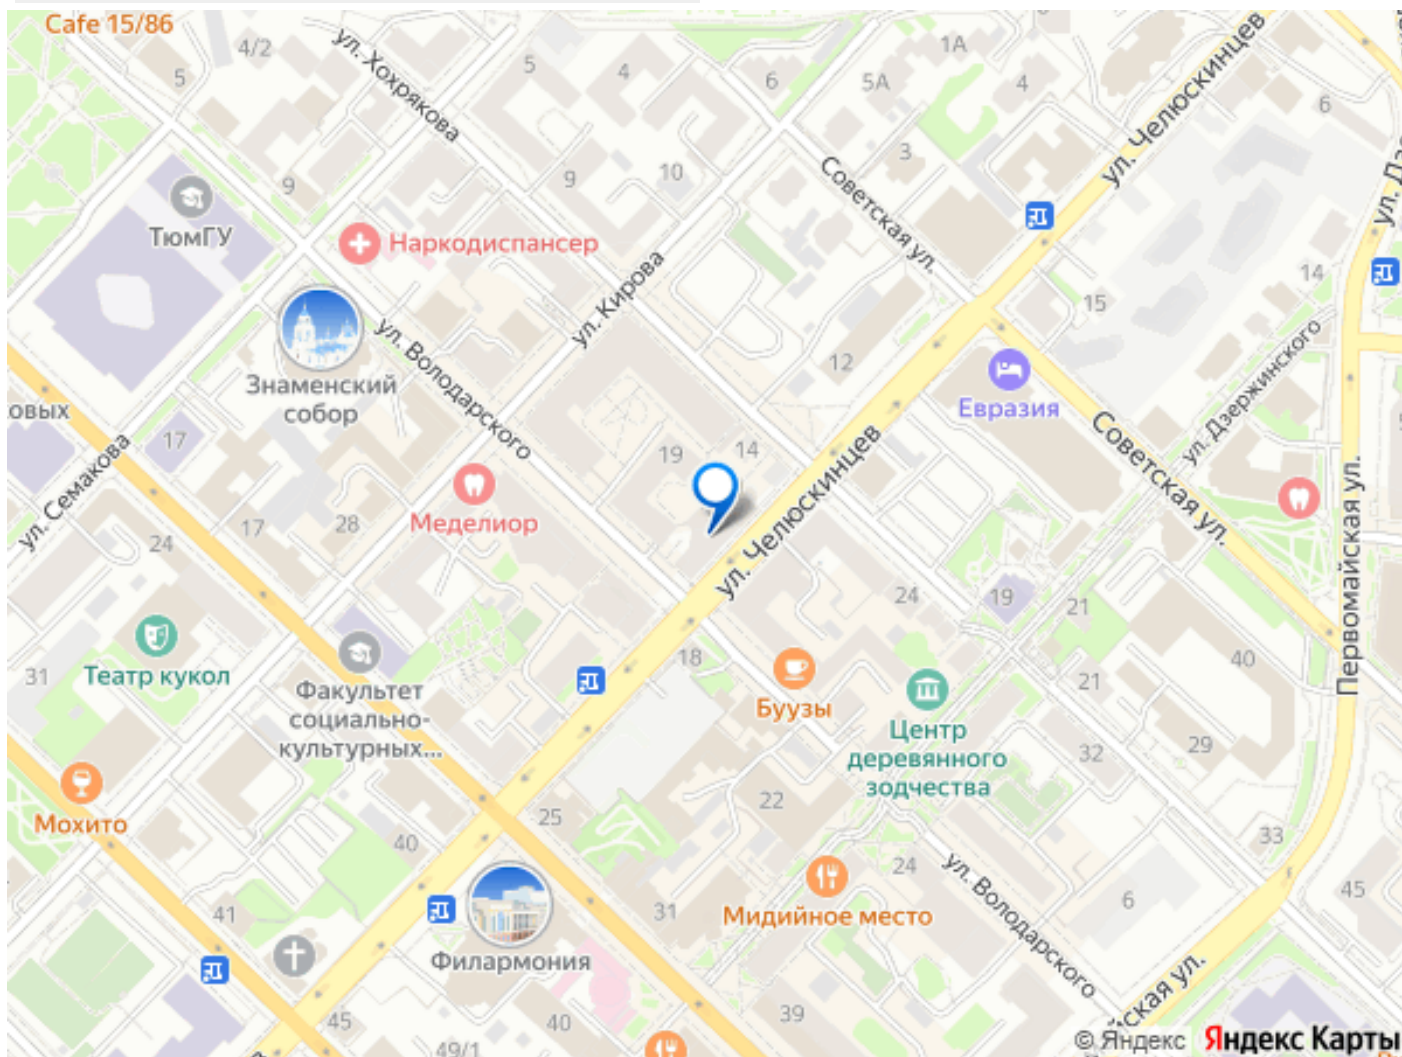 Cafe 15/86
4/2
5
ул. Хохрякова
5
4
6
1А
5А
4
ул. Челюскинцев
6
3
9
9
10
Советская ул.
ТюмГУ
Наркодиспансер
ул. Кирова
14
15
12
ул. Володарского
Знаменский
собор
Евразия
ул. Дзержинского
овых
17
ул. Семакова
19
14
Советская ул.
Первомайская ул.
Меделиор
17
28
24
ул. Челюскинцев
24
19
21
Театр кукол
31
Факультет
социально-
культурных...
18
Буузы
Центр
деревянного
зодчества
21
40
32
29
22
Мохито
25
40
33
24
ул. Володарского
6
45
Мидийное место
31
41
Филармония
39
45
40
49/1
йская ул.
© Яндекс Яндекс Карты